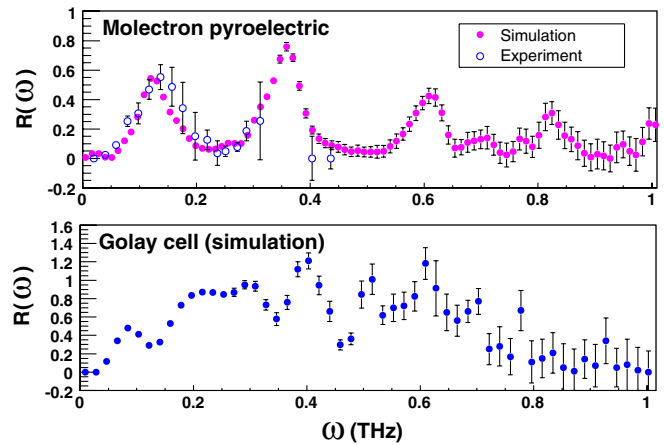 Molectron pyroelectric
Simulation
Experiment
R(ω)
1
0.8
0.6
0.4
0.2
0
-0.2
0 0.2 0.4 0.6 0.8 1
Golay cell (simulation)
R(ω)
1.6
1.4
1.2
1
0.8
0.6
0.4
0.2
0
-0.2
0 0.2 0.4 0.6 0.8 1
ω (THz)